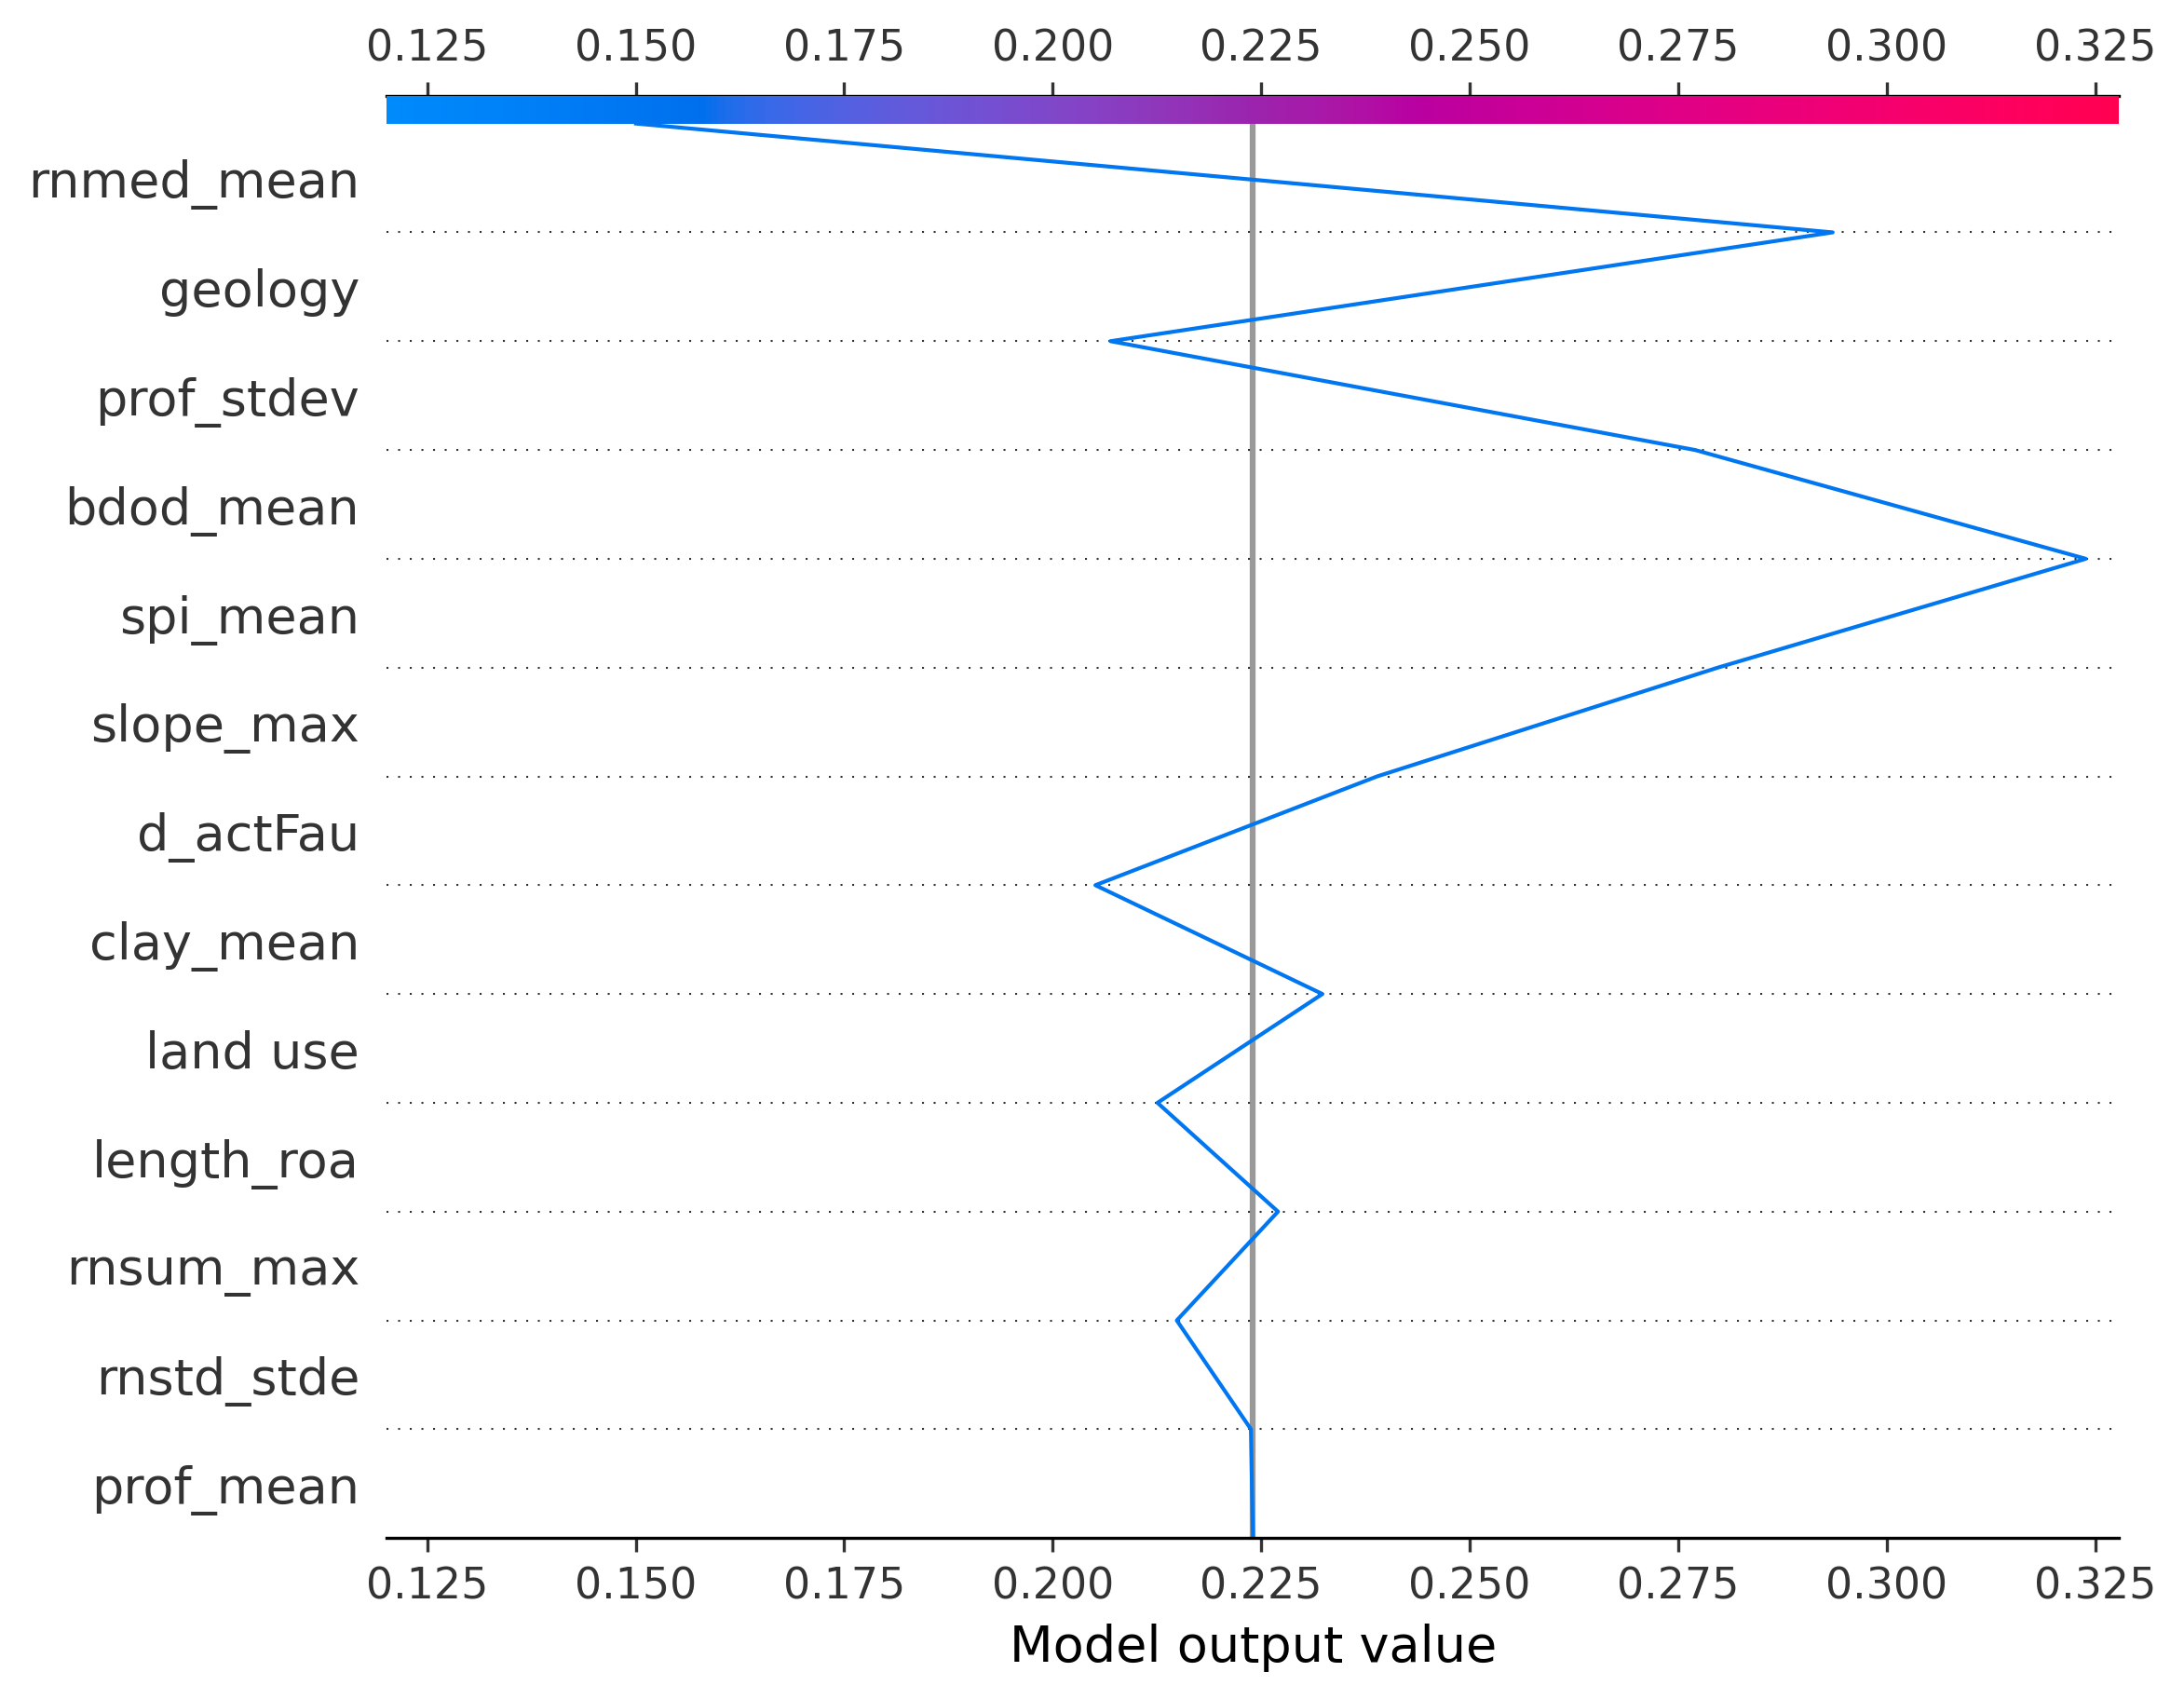 0.125 0.150 0.175 0.200 0.225 0.250 0.275 0.300 0.325
rnmed_mean
geology
prof_stdev
bdod_mean
spi_mean
slope_max
d_actFau
clay_mean
land use
length_roa
rnsum_max
rnstd_stde
prof_mean
0.125 0.150 0.175 0.200 0.225 0.250 0.275 0.300 0.325
Model output value